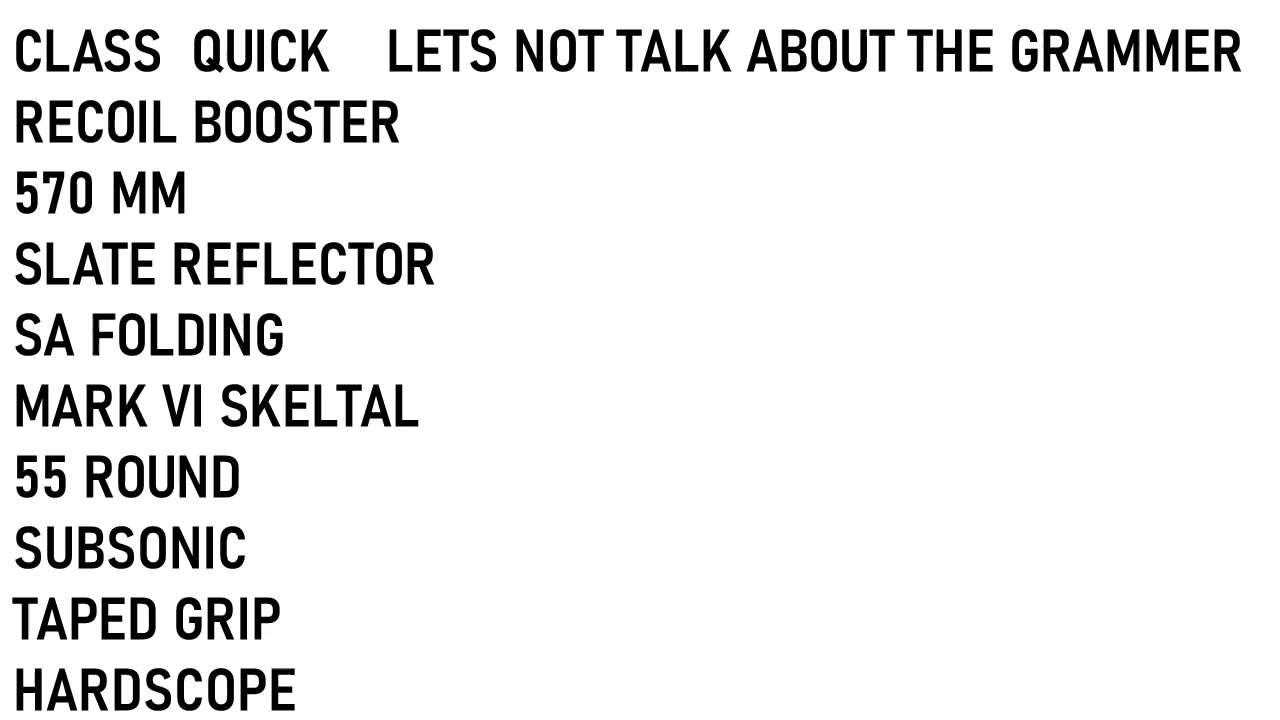 CLASS QUICK LETS NOT TALK ABOUT THE GRAMMER
RECOIL BOOSTER
570 MM
SLATE REFLECTOR
SA FOLDING
MARK VI SKELTAL
55 ROUND
SUBSONIC
TAPED GRIP
HARDSCOPE